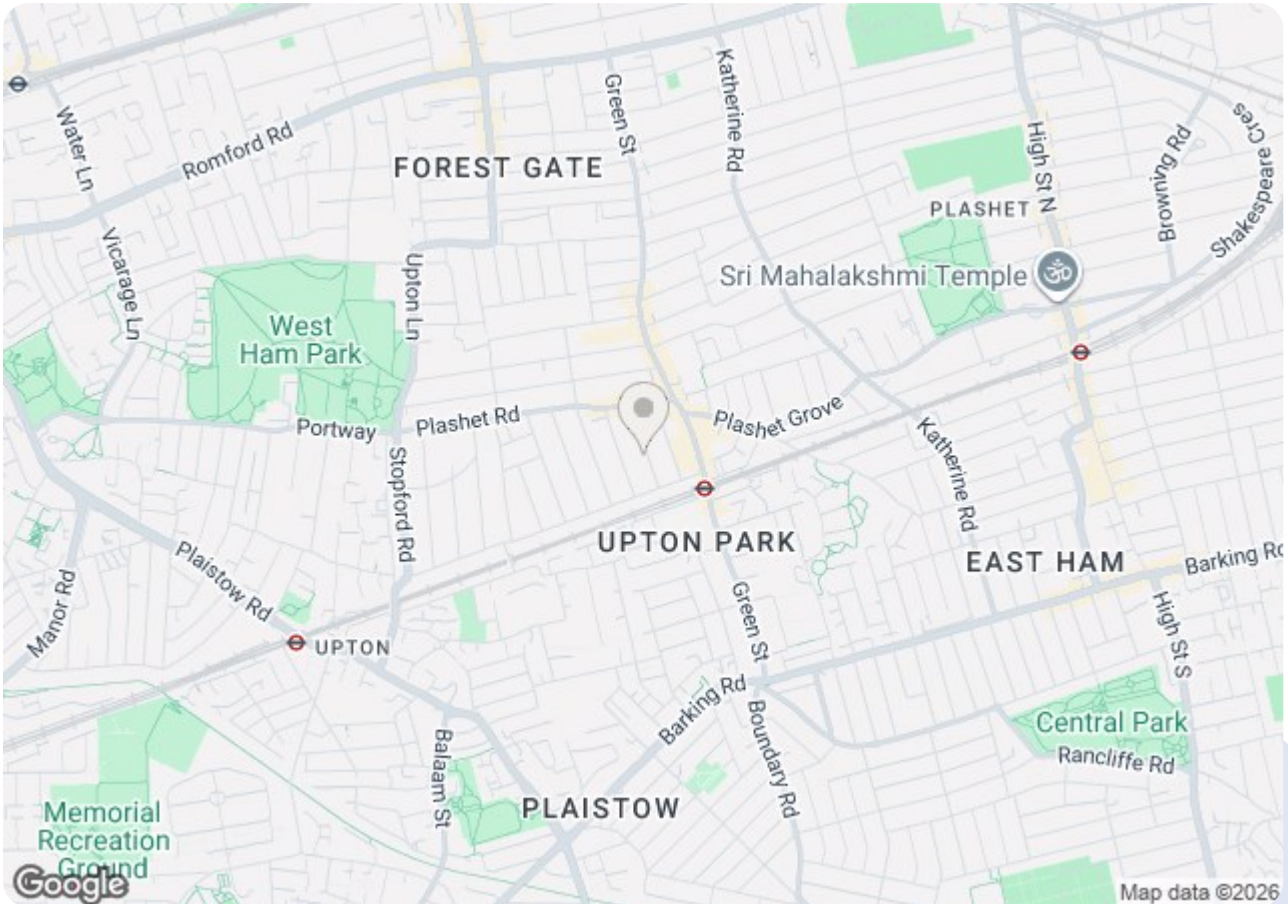 Water Ln
Romford Rd
Green St
Katherine Rd
High St N
Browning Rd
Shakespeare Cres
FOREST GATE
PLASHET
Vicarage Ln
Upton Ln
Sri Mahalakshmi Temple
West
Ham Park
Portway
Plashet Rd
Plashet Grove
Katherine Rd
Stopford Rd
UPTON PARK
EAST HAM
Barking Rd
Plaistow Rd
Manor Rd
UPTON
Green St
High St S
Barking Rd
Boundary Rd
Central Park
Rancliffe Rd
Balaam St
PLAISTOW
Memorial
Recreation
Ground
Google
Map data ©2026